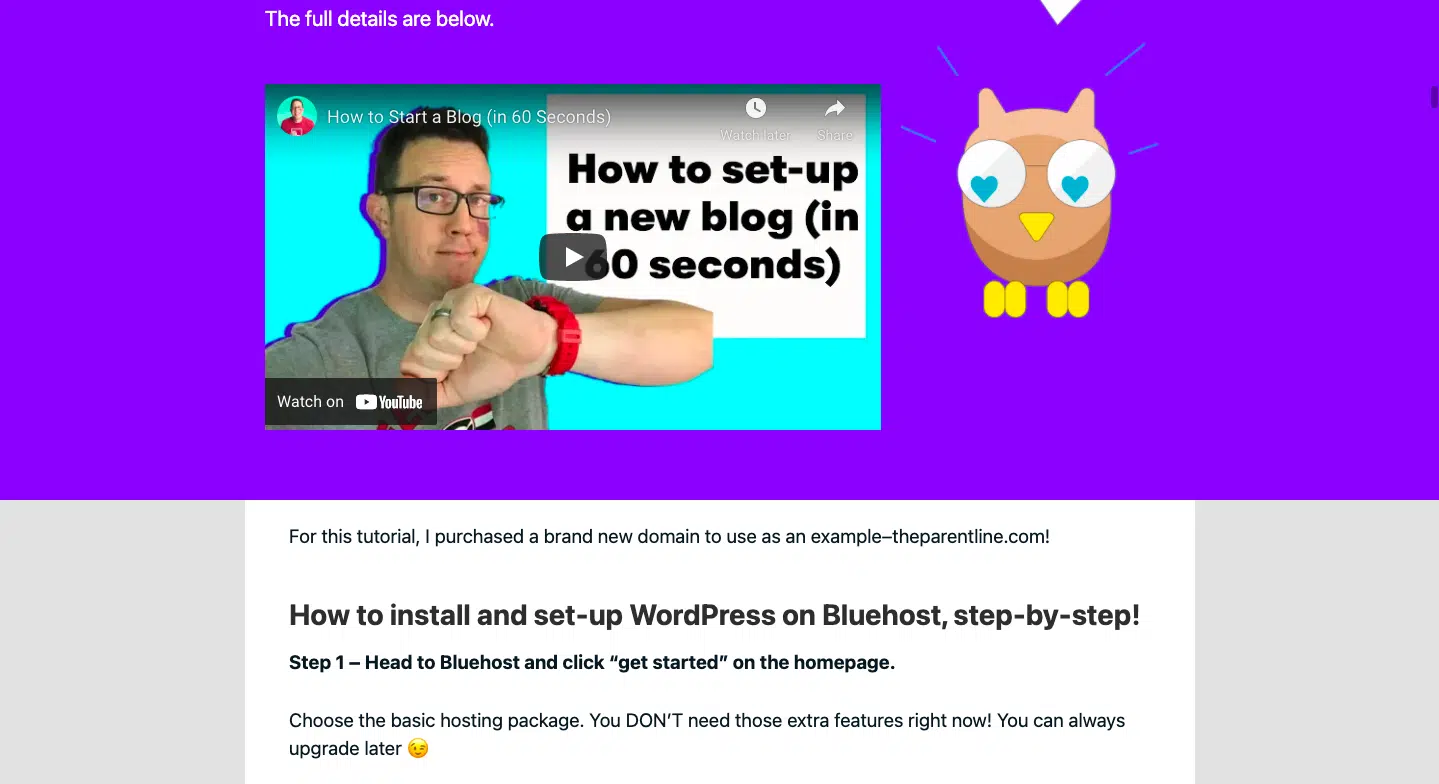 The full details are below.
How to Start a Blog (in 60 Seconds)
Watch later
Share
How to set-up
a new blog (in
60 seconds)
Watch on YouTube
For this tutorial, I purchased a brand new domain to use as an example–theparentline.com!
How to install and set-up WordPress on Bluehost, step-by-step!
Step 1 – Head to Bluehost and click “get started” on the homepage.
Choose the basic hosting package. You DON’T need those extra features right now! You can always
upgrade later 😉